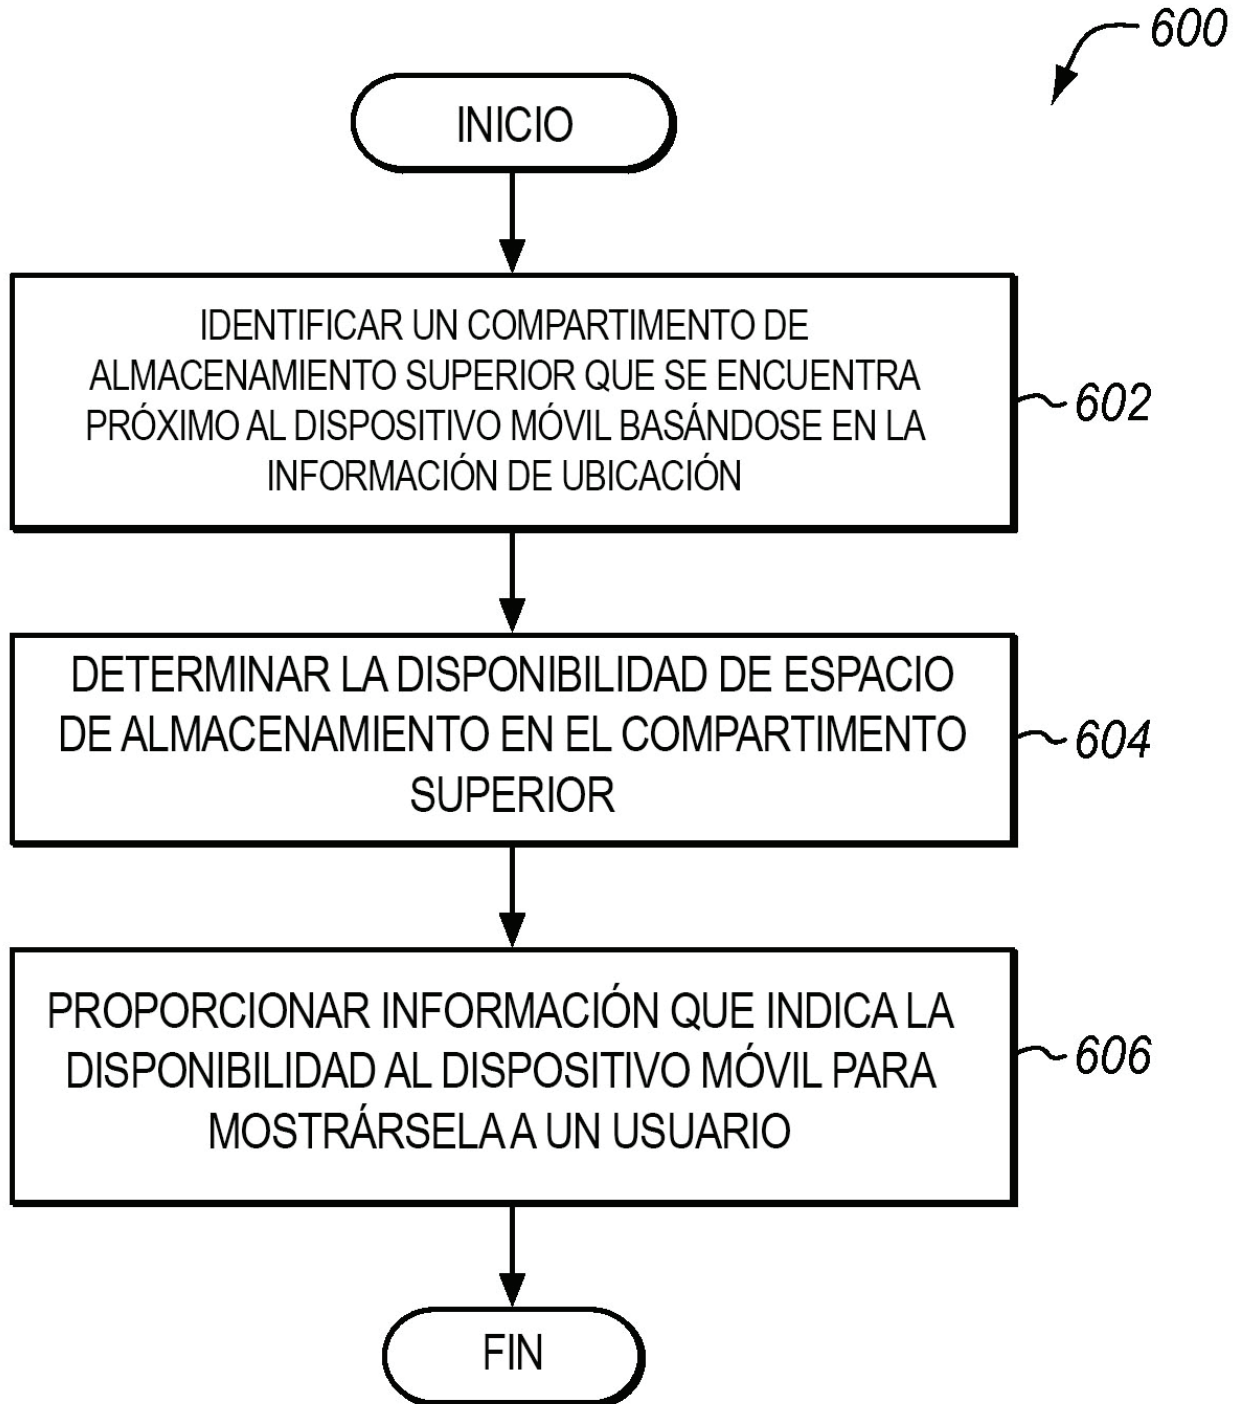 600
INICIO
IDENTIFICAR UN COMPARTIMENTO DE
ALMACENAMIENTO SUPERIOR QUE SE ENCUENTRA
PRÓXIMO AL DISPOSITIVO MÓVIL BASÁNDOSE EN LA
INFORMACIÓN DE UBICACIÓN
602
DETERMINAR LA DISPONIBILIDAD DE ESPACIO
DE ALMACENAMIENTO EN EL COMPARTIMENTO
SUPERIOR
604
PROPORCIONAR INFORMACIÓN QUE INDICA LA
DISPONIBILIDAD AL DISPOSITIVO MÓVIL PARA
MOSTRÁRSELA A UN USUARIO
606
FIN